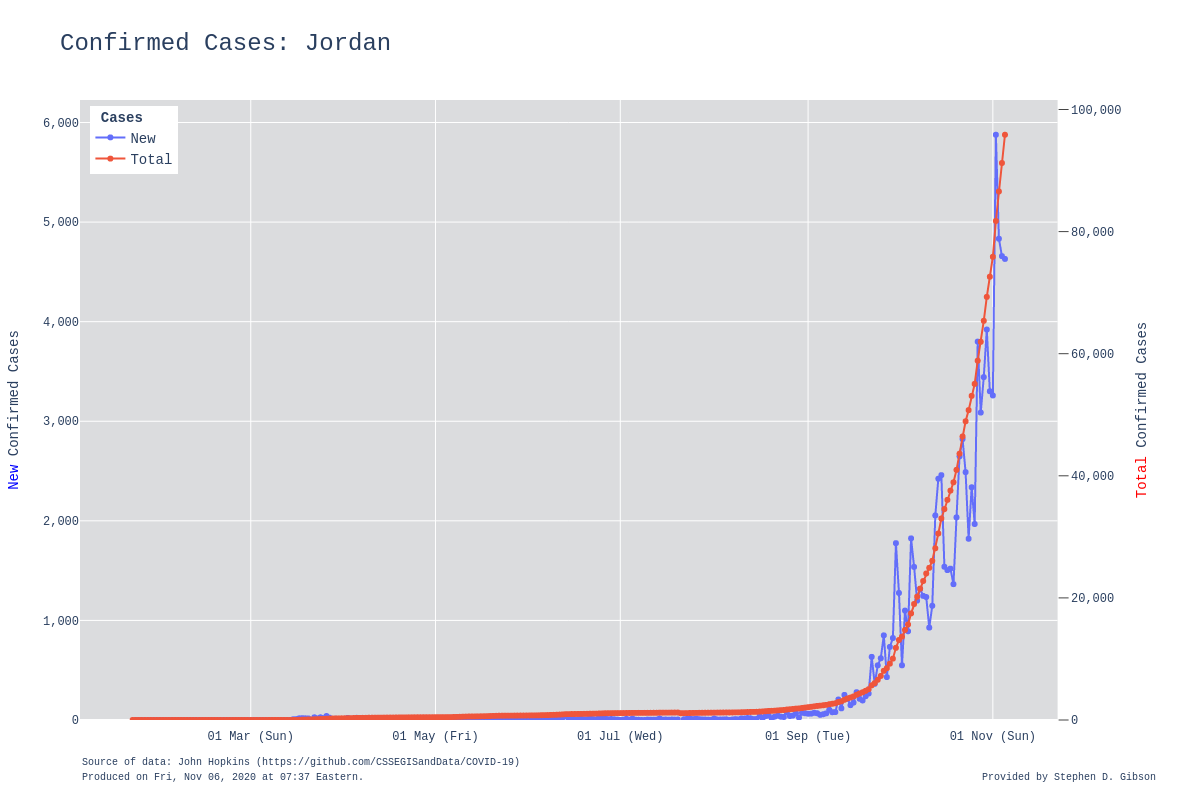 Confirmed Cases: Jordan
Cases
New
Total
6,000
5,000
4,000
3,000
2,000
1,000
0
100,000
80,000
60,000
40,000
20,000
0
New Confirmed Cases
Total Confirmed Cases
01 Mar (Sun)
01 May (Fri)
01 Jul (Wed)
01 Sep (Tue)
01 Nov (Sun)
Source of data: John Hopkins (https://github.com/CSSEGISandData/COVID-19)
Produced on Fri, Nov 06, 2020 at 07:37 Eastern.
Provided by Stephen D. Gibson